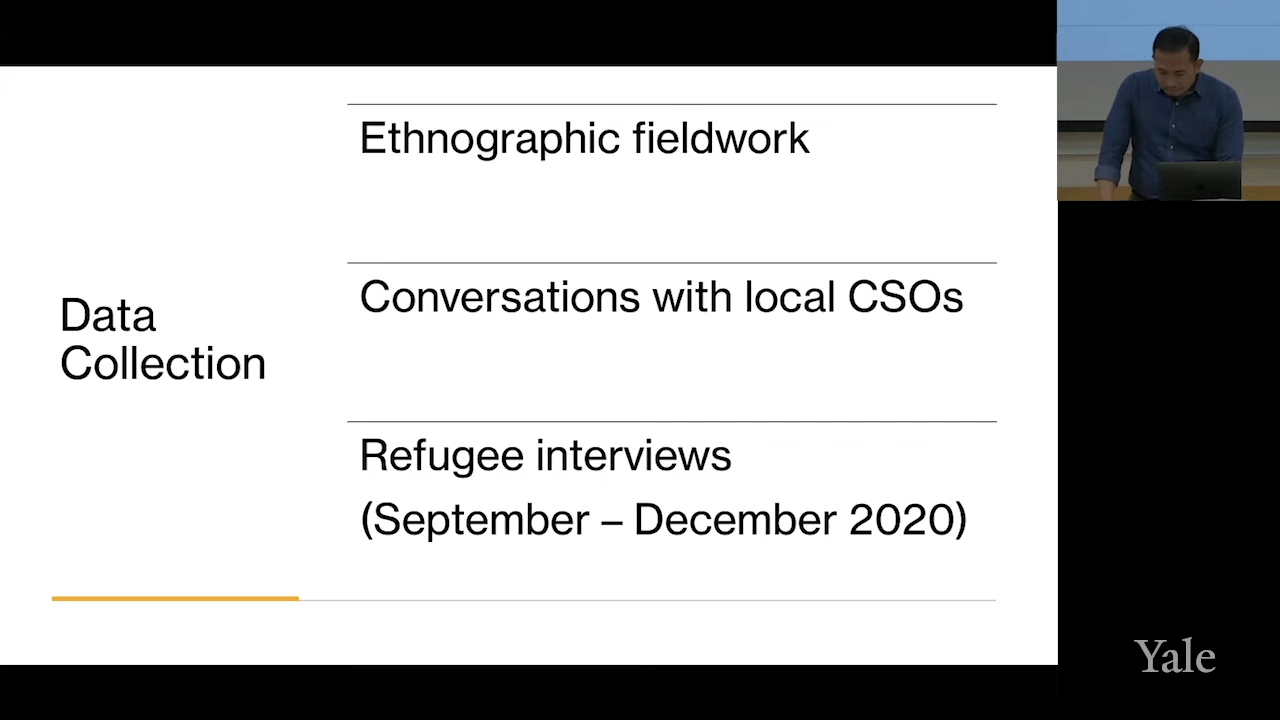 Data
Collection
Ethnographic fieldwork
Conversations with local CSOs
Refugee interviews
(September – December 2020)
Yale